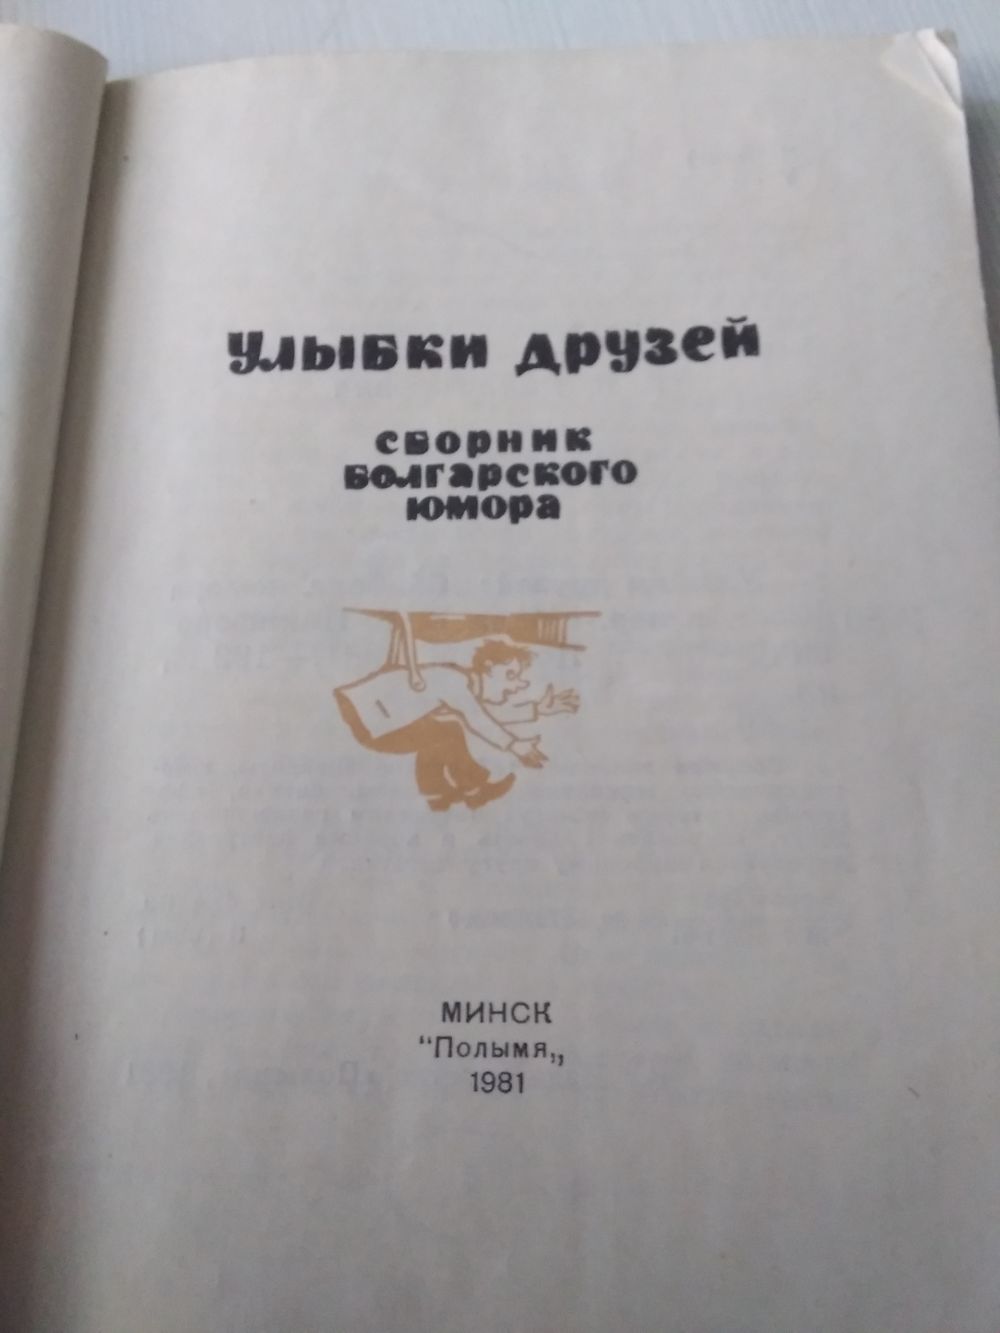 Улыбки друзей
сборник
болгарского
юмора
МИНСК
“Полымя„
1981